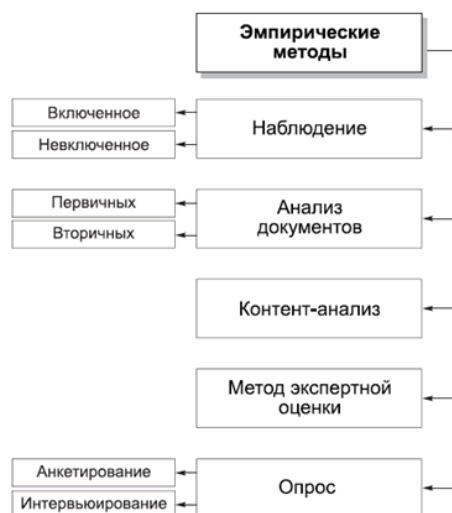 Эмпирические
методы
Включенное
Невключенное
Наблюдение
Первичных
Вторичных
Анализ
документов
Контент-анализ
Метод экспертной
оценки
Анкетирование
Интервьюирование
Опрос